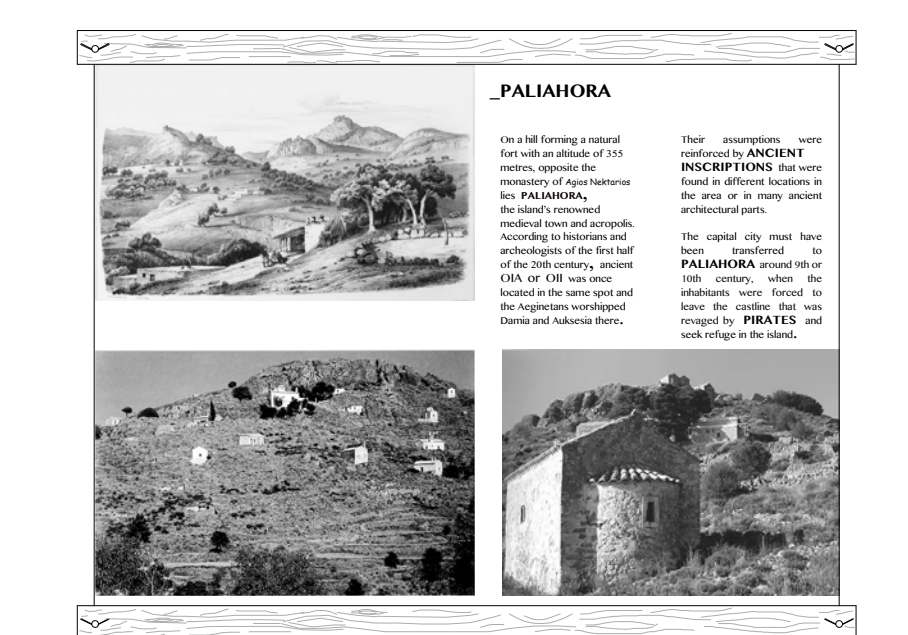 _PALIAHORA
On a hill forming a natural
fort with an altitude of 355
metres, opposite the
monastery of Agios Nektarios
lies PALIAHORA,
the island's renowned
medieval town and acropolis.
According to historians and
archeologists of the first half
of the 20th century, ancient
OIA or OII was once
located in the same spot and
the Aeginetans worshipped
Damia and Auksesia there.
Their assumptions were
reinforced by ANCIENT
INSCRIPTIONS that were
found in different locations in
the area or in many ancient
architectural parts.
The capital city must have
been transferred to
PALIAHORA around 9th or
10th century, when the
inhabitants were forced to
leave the castline that was
revaged by PIRATES and
seek refuge in the island.